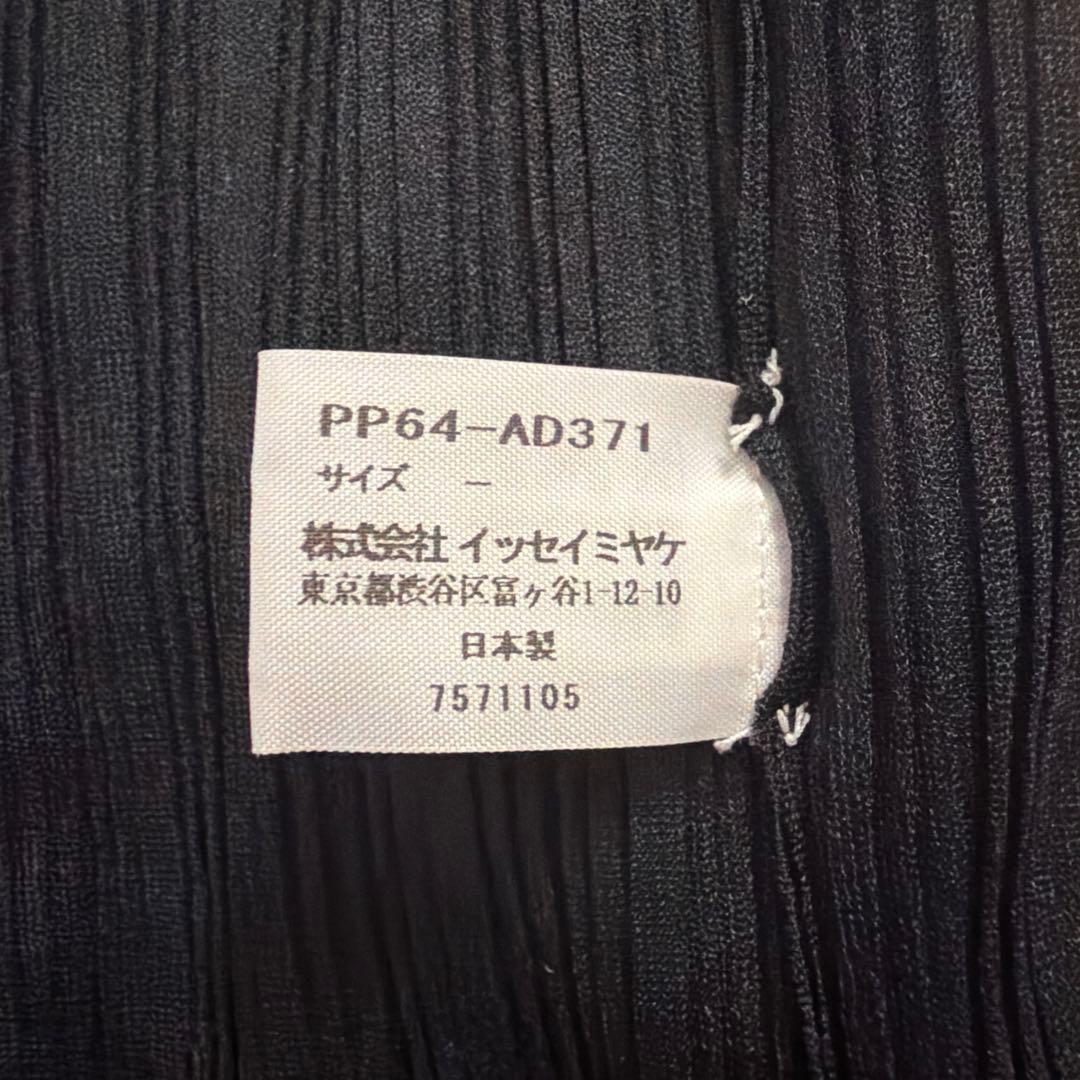 PP64-AD371
サイズ －
株式会社 イッセイミヤケ
東京都渋谷区富ヶ谷1-12-10
日本製
7571105